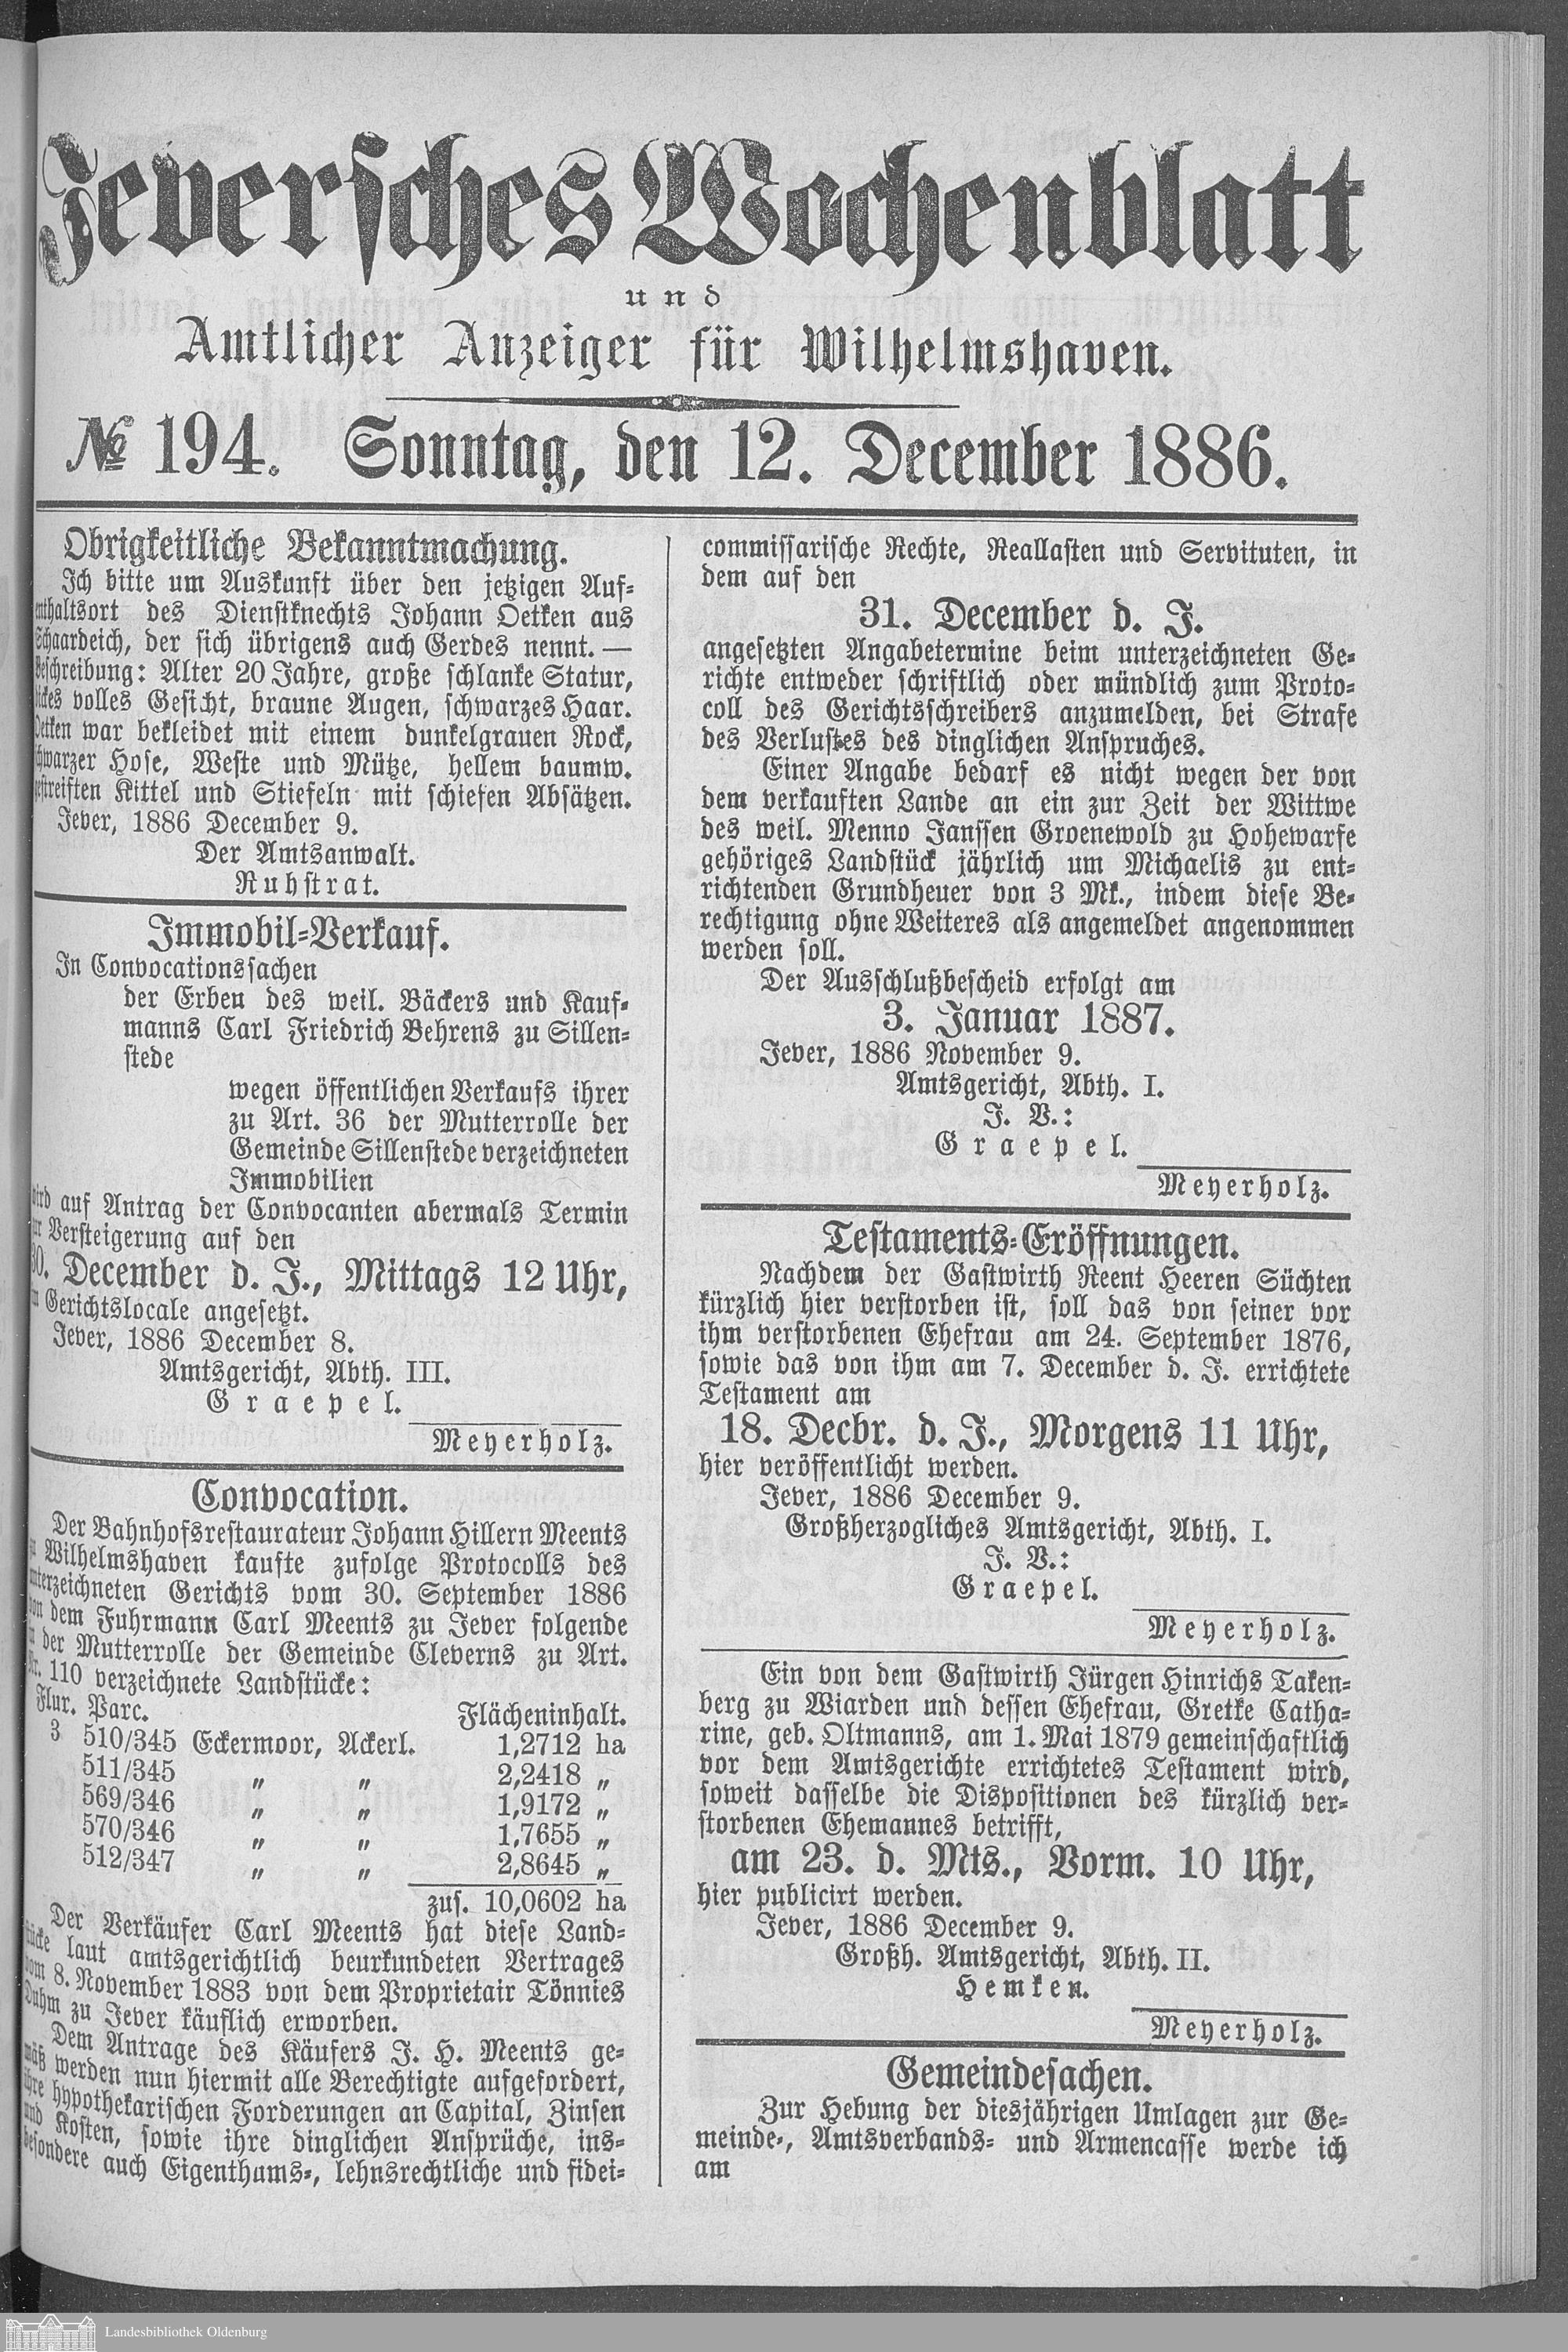 Jeversches Wochenblatt
und
Amtlicher Anzeiger für Wilhelmshaven.
№ 194. Sonntag, den 12. December 1886.
Obrigkeitliche Bekanntmachung.
Ich bitte um Auskunft über den jetzigen Auf-
enthaltsort des Dienstknechts Johann Oetken aus
Schaardeich, der sich übrigens auch Gerdes nennt. —
Beschreibung: Alter 20 Jahre, große schlanke Statur,
dickes volles Gesicht, braune Augen, schwarzes Haar.
Oetken war bekleidet mit einem dunkelgrauen Rock,
schwarzer Hose, Weste und Mütze, hellem baumw.
gestreiften Kittel und Stiefeln mit schiefen Absätzen.
Jever, 1886 December 9.
Der Amtsanwalt.
Ruhstrat.
Immobil-Verkauf.
In Convocationssachen
der Erben des weil. Bäckers und Kauf-
manns Carl Friedrich Behrens zu Sillen-
stede
wegen öffentlichen Verkaufs ihrer
zu Art. 36 der Mutterrolle der
Gemeinde Sillenstede verzeichneten
Immobilien
wird auf Antrag der Convocanten abermals Termin
zur Versteigerung auf den
30. December d. J., Mittags 12 Uhr,
im Gerichtslocale angesetzt.
Jever, 1886 December 8.
Amtsgericht, Abth. III.
Graepel.
Meyerholz.
Convocation.
Der Bahnhofsrestaurateur Johann Hillern Meents
zu Wilhelmshaven kaufte zufolge Protocolls des
unterzeichneten Gerichts vom 30. September 1886
von dem Fuhrmann Carl Meents zu Jever folgende
in der Mutterrolle der Gemeinde Cleverns zu Art.
Nr. 110 verzeichnete Landstücke:
Flur. Parc. Flächeninhalt.
3 510/345 Eckermoor, Ackerl. 1,2712 ha
511/345 " " 2,2418 "
569/346 " " 1,9172 "
570/346 " " 1,7655 "
512/347 " " 2,8645 "
zus. 10,0602 ha
Der Verkäufer Carl Meents hat diese Land-
stücke laut amtsgerichtlich beurkundeten Vertrages
vom 8. November 1883 von dem Proprietair Tönnies
Duhm zu Jever käuflich erworben.
Dem Antrage des Käufers J. H. Meents ge-
mäß werden nun hiermit alle Berechtigte aufgefordert,
ihre hypothekarischen Forderungen an Capital, Zinsen
und Kosten, sowie ihre dinglichen Ansprüche, ins-
besondere auch Eigenthums-, lehnsrechtliche und fidei-
commissarische Rechte, Reallasten und Servituten, in
dem auf den
31. December d. J.
angesetzten Angabetermine beim unterzeichneten Ge-
richte entweder schriftlich oder mündlich zum Proto-
coll des Gerichtsschreibers anzumelden, bei Strafe
des Verlustes des dinglichen Anspruches.
Einer Angabe bedarf es nicht wegen der von
dem verkauften Lande an ein zur Zeit der Wittwe
des weil. Menno Janssen Groenewold zu Hohewarfe
gehöriges Landstück jährlich um Michaelis zu ent-
richtenden Grundheuer von 3 Mk., indem diese Be-
rechtigung ohne Weiteres als angemeldet angenommen
werden soll.
Der Ausschlußbescheid erfolgt am
3. Januar 1887.
Jever, 1886 November 9.
Amtsgericht, Abth. I.
J. V.:
Graepel.
Meyerholz.
Testaments-Eröffnungen.
Nachdem der Gastwirth Reent Heeren Süchten
kürzlich hier verstorben ist, soll das von seiner vor
ihm verstorbenen Ehefrau am 24. September 1876,
sowie das von ihm am 7. December d. J. errichtete
Testament am
18. Decbr. d. J., Morgens 11 Uhr,
hier veröffentlicht werden.
Jever, 1886 December 9.
Großherzogliches Amtsgericht, Abth. I.
J. V.:
Graepel.
Meyerholz.
Ein von dem Gastwirth Jürgen Hinrichs Taken-
berg zu Wiarden und dessen Ehefrau, Gretke Catha-
rine, geb. Oltmanns, am 1. Mai 1879 gemeinschaftlich
vor dem Amtsgerichte errichtetes Testament wird,
soweit dasselbe die Dispositionen des kürzlich ver-
storbenen Ehemannes betrifft,
am 23. d. Mts., Vorm. 10 Uhr,
hier publicirt werden.
Jever, 1886 December 9.
Großh. Amtsgericht, Abth. II.
Hemken.
Meyerholz.
Gemeindesachen.
Zur Hebung der diesjährigen Umlagen zur Ge-
meinde-, Amtsverbands- und Armencasse werde ich
am
Landesbibliothek Oldenburg